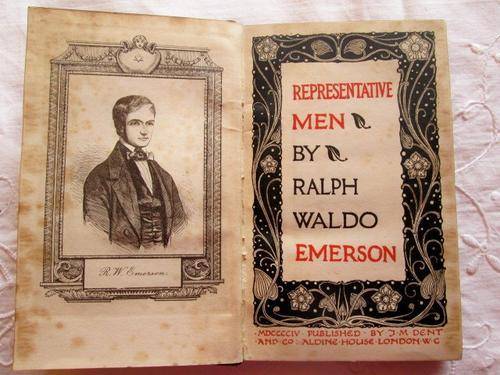 R. W. Emerson.
REPRESENTATIVE
MEN
BY
RALPH
WALDO
EMERSON
·MDCCCCIV· PUBLISHED · BY · J·M·DENT·
·AND·CO: ALDINE·HOUSE·LONDON·W·C·